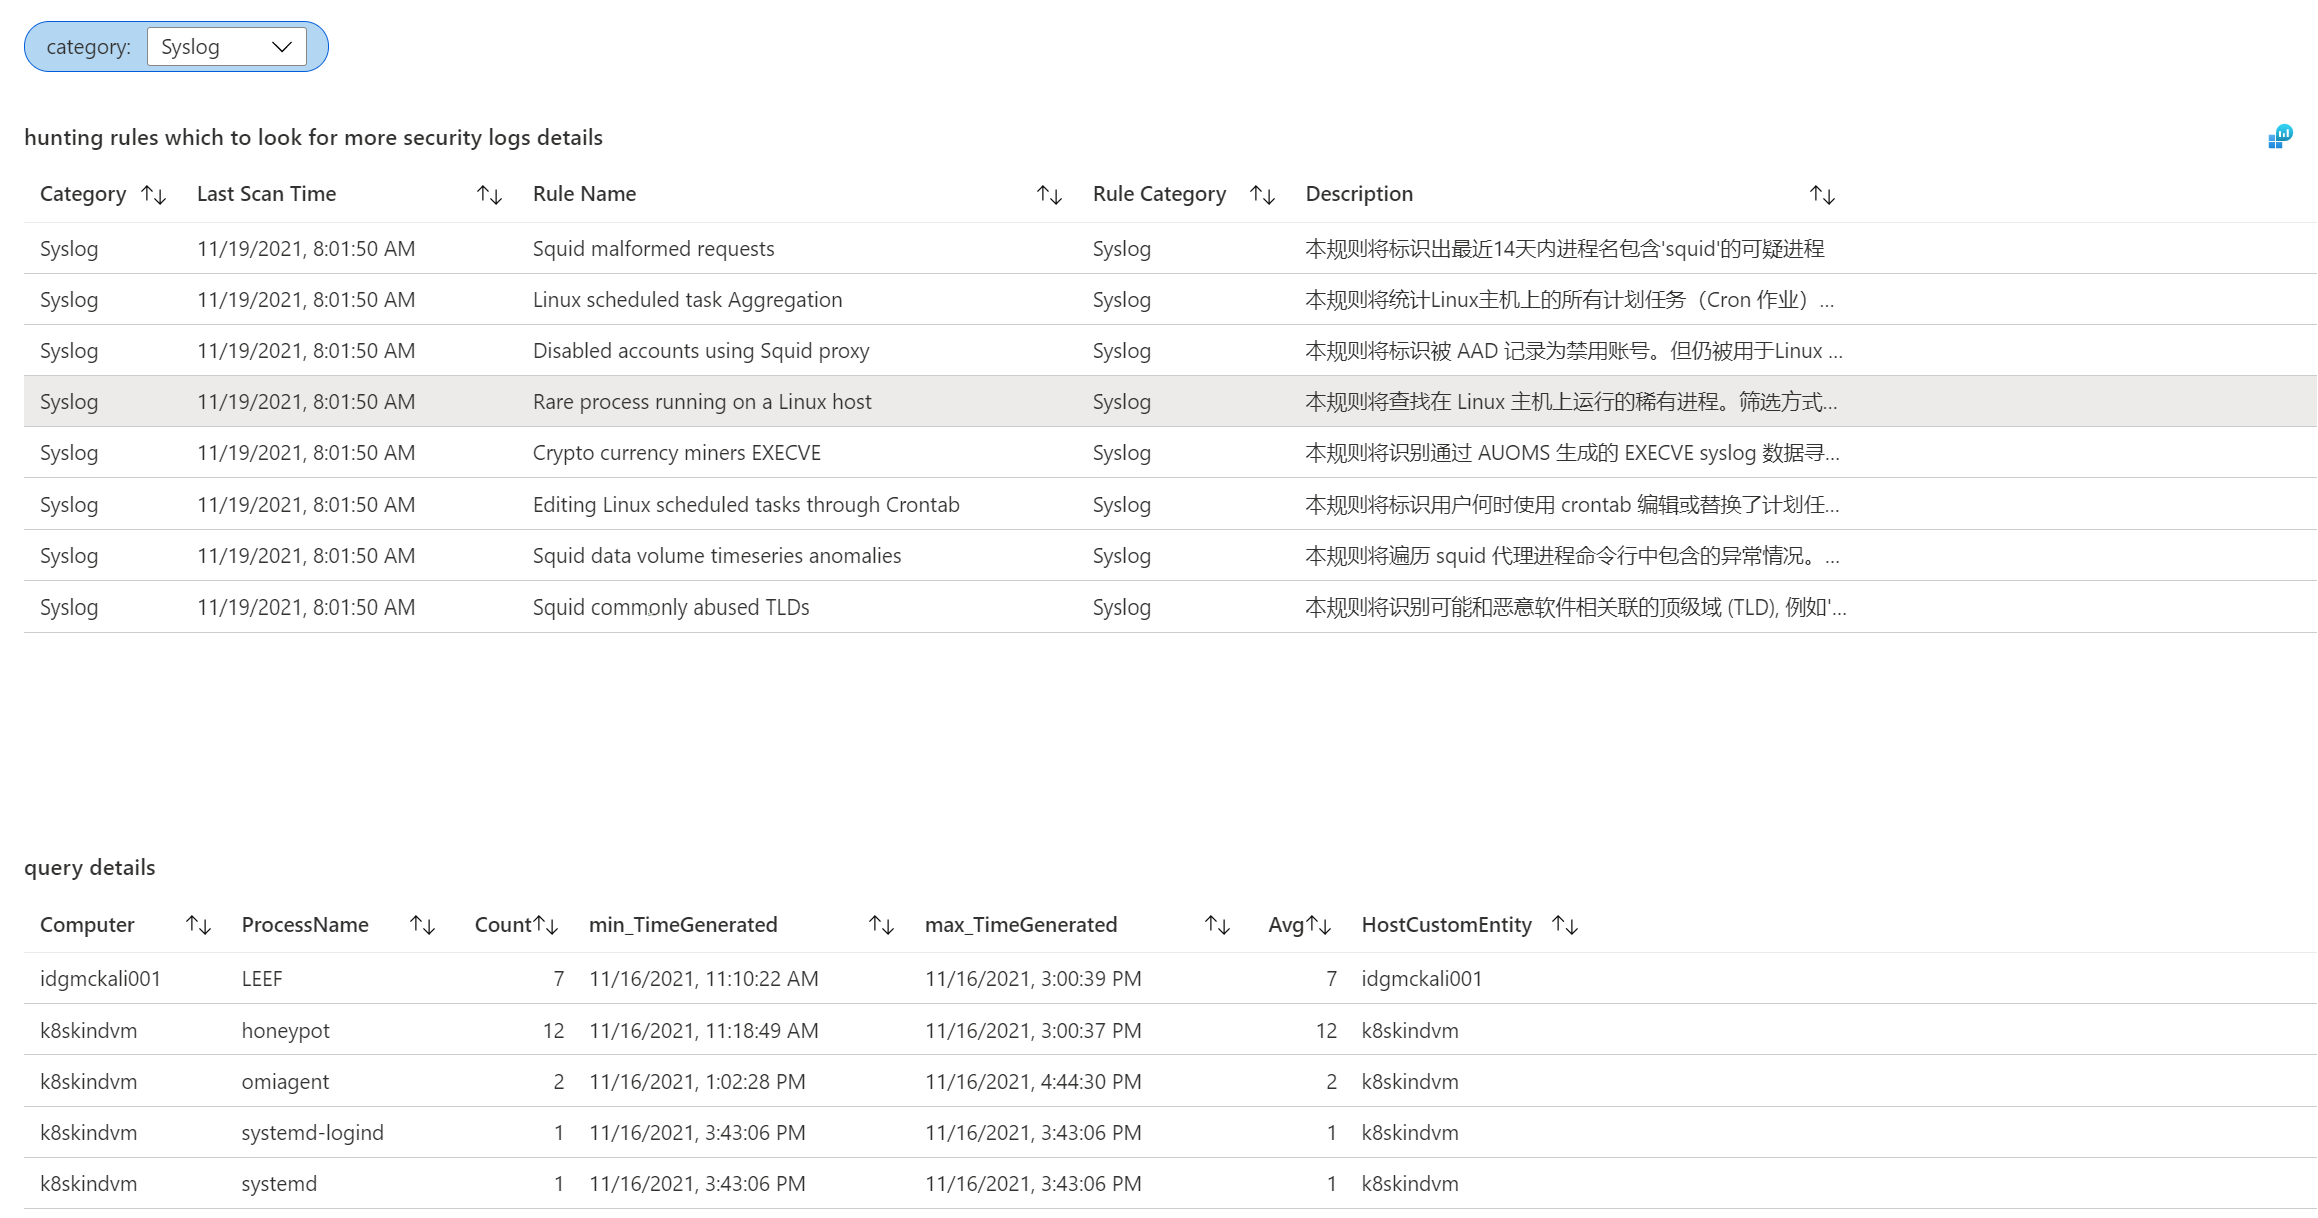 category: Syslog
hunting rules which to look for more security logs details
Category Last Scan Time Rule Name Rule Category Description
Syslog 11/19/2021, 8:01:50 AM Squid malformed requests Syslog 本规则将标识出最近14天内进程名包含'squid'的可疑进程
Syslog 11/19/2021, 8:01:50 AM Linux scheduled task Aggregation Syslog 本规则将统计Linux主机上的所有计划任务（Cron 作业）...
Syslog 11/19/2021, 8:01:50 AM Disabled accounts using Squid proxy Syslog 本规则将标识被 AAD 记录为禁用账号。但仍被用于Linux ...
Syslog 11/19/2021, 8:01:50 AM Rare process running on a Linux host Syslog 本规则将查找在 Linux 主机上运行的稀有进程。筛选方式...
Syslog 11/19/2021, 8:01:50 AM Crypto currency miners EXECVE Syslog 本规则将识别通过 AUOMS 生成的 EXECVE syslog 数据寻...
Syslog 11/19/2021, 8:01:50 AM Editing Linux scheduled tasks through Crontab Syslog 本规则将标识用户何时使用 crontab 编辑或替换了计划任...
Syslog 11/19/2021, 8:01:50 AM Squid data volume timeseries anomalies Syslog 本规则将遍历 squid 代理进程命令行中包含的异常情况。...
Syslog 11/19/2021, 8:01:50 AM Squid commonly abused TLDs Syslog 本规则将识别可能和恶意软件相关联的顶级域 (TLD), 例如'...
query details
Computer ProcessName Count min_TimeGenerated max_TimeGenerated Avg HostCustomEntity
idgmckali001 LEEF 7 11/16/2021, 11:10:22 AM 11/16/2021, 3:00:39 PM 7 idgmckali001
k8skindvm honeypot 12 11/16/2021, 11:18:49 AM 11/16/2021, 3:00:37 PM 12 k8skindvm
k8skindvm omiagent 2 11/16/2021, 1:02:28 PM 11/16/2021, 4:44:30 PM 2 k8skindvm
k8skindvm systemd-logind 1 11/16/2021, 3:43:06 PM 11/16/2021, 3:43:06 PM 1 k8skindvm
k8skindvm systemd 1 11/16/2021, 3:43:06 PM 11/16/2021, 3:43:06 PM 1 k8skindvm